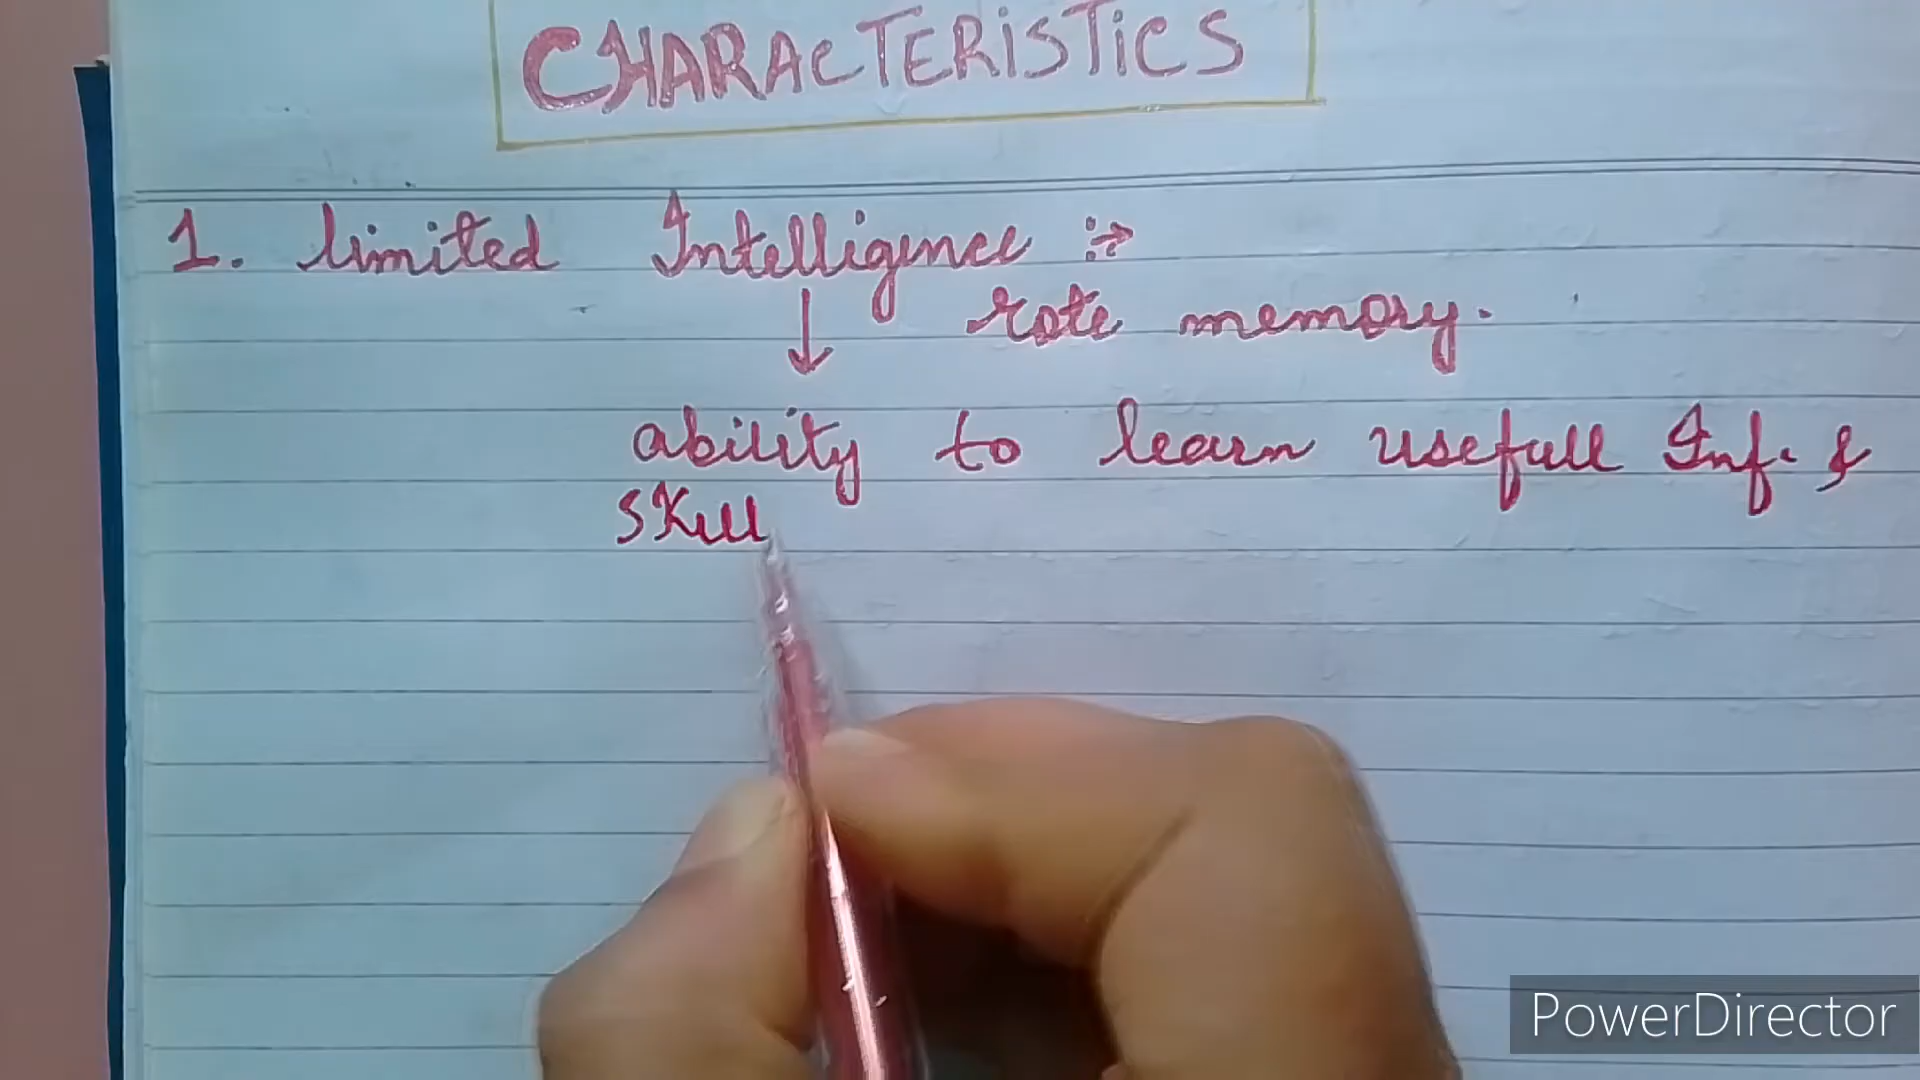 CHARACTERISTICS
1. limited Intelligence :→
rote memory.
ability to learn usefull Inf. &
skill
PowerDirector